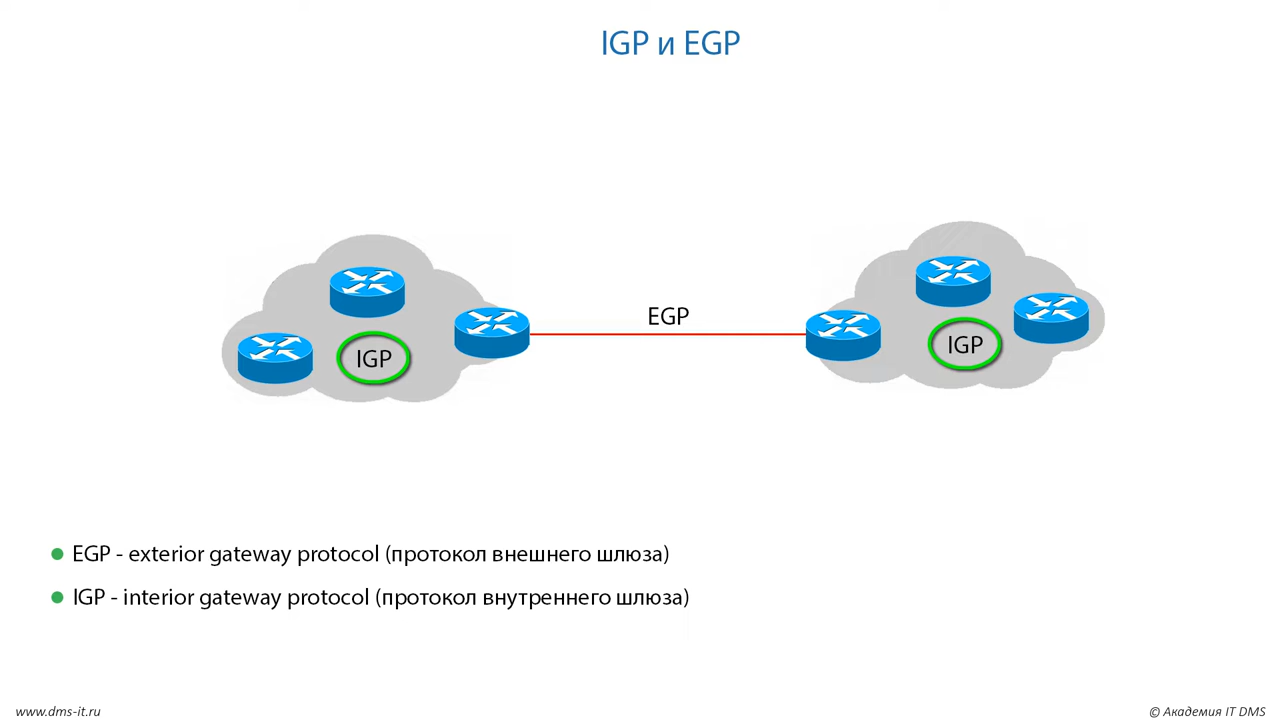 IGP и EGP
EGP
IGP
IGP
EGP - exterior gateway protocol (протокол внешнего шлюза)
IGP - interior gateway protocol (протокол внутреннего шлюза)
www.dms-it.ru
© Академия IT DMS